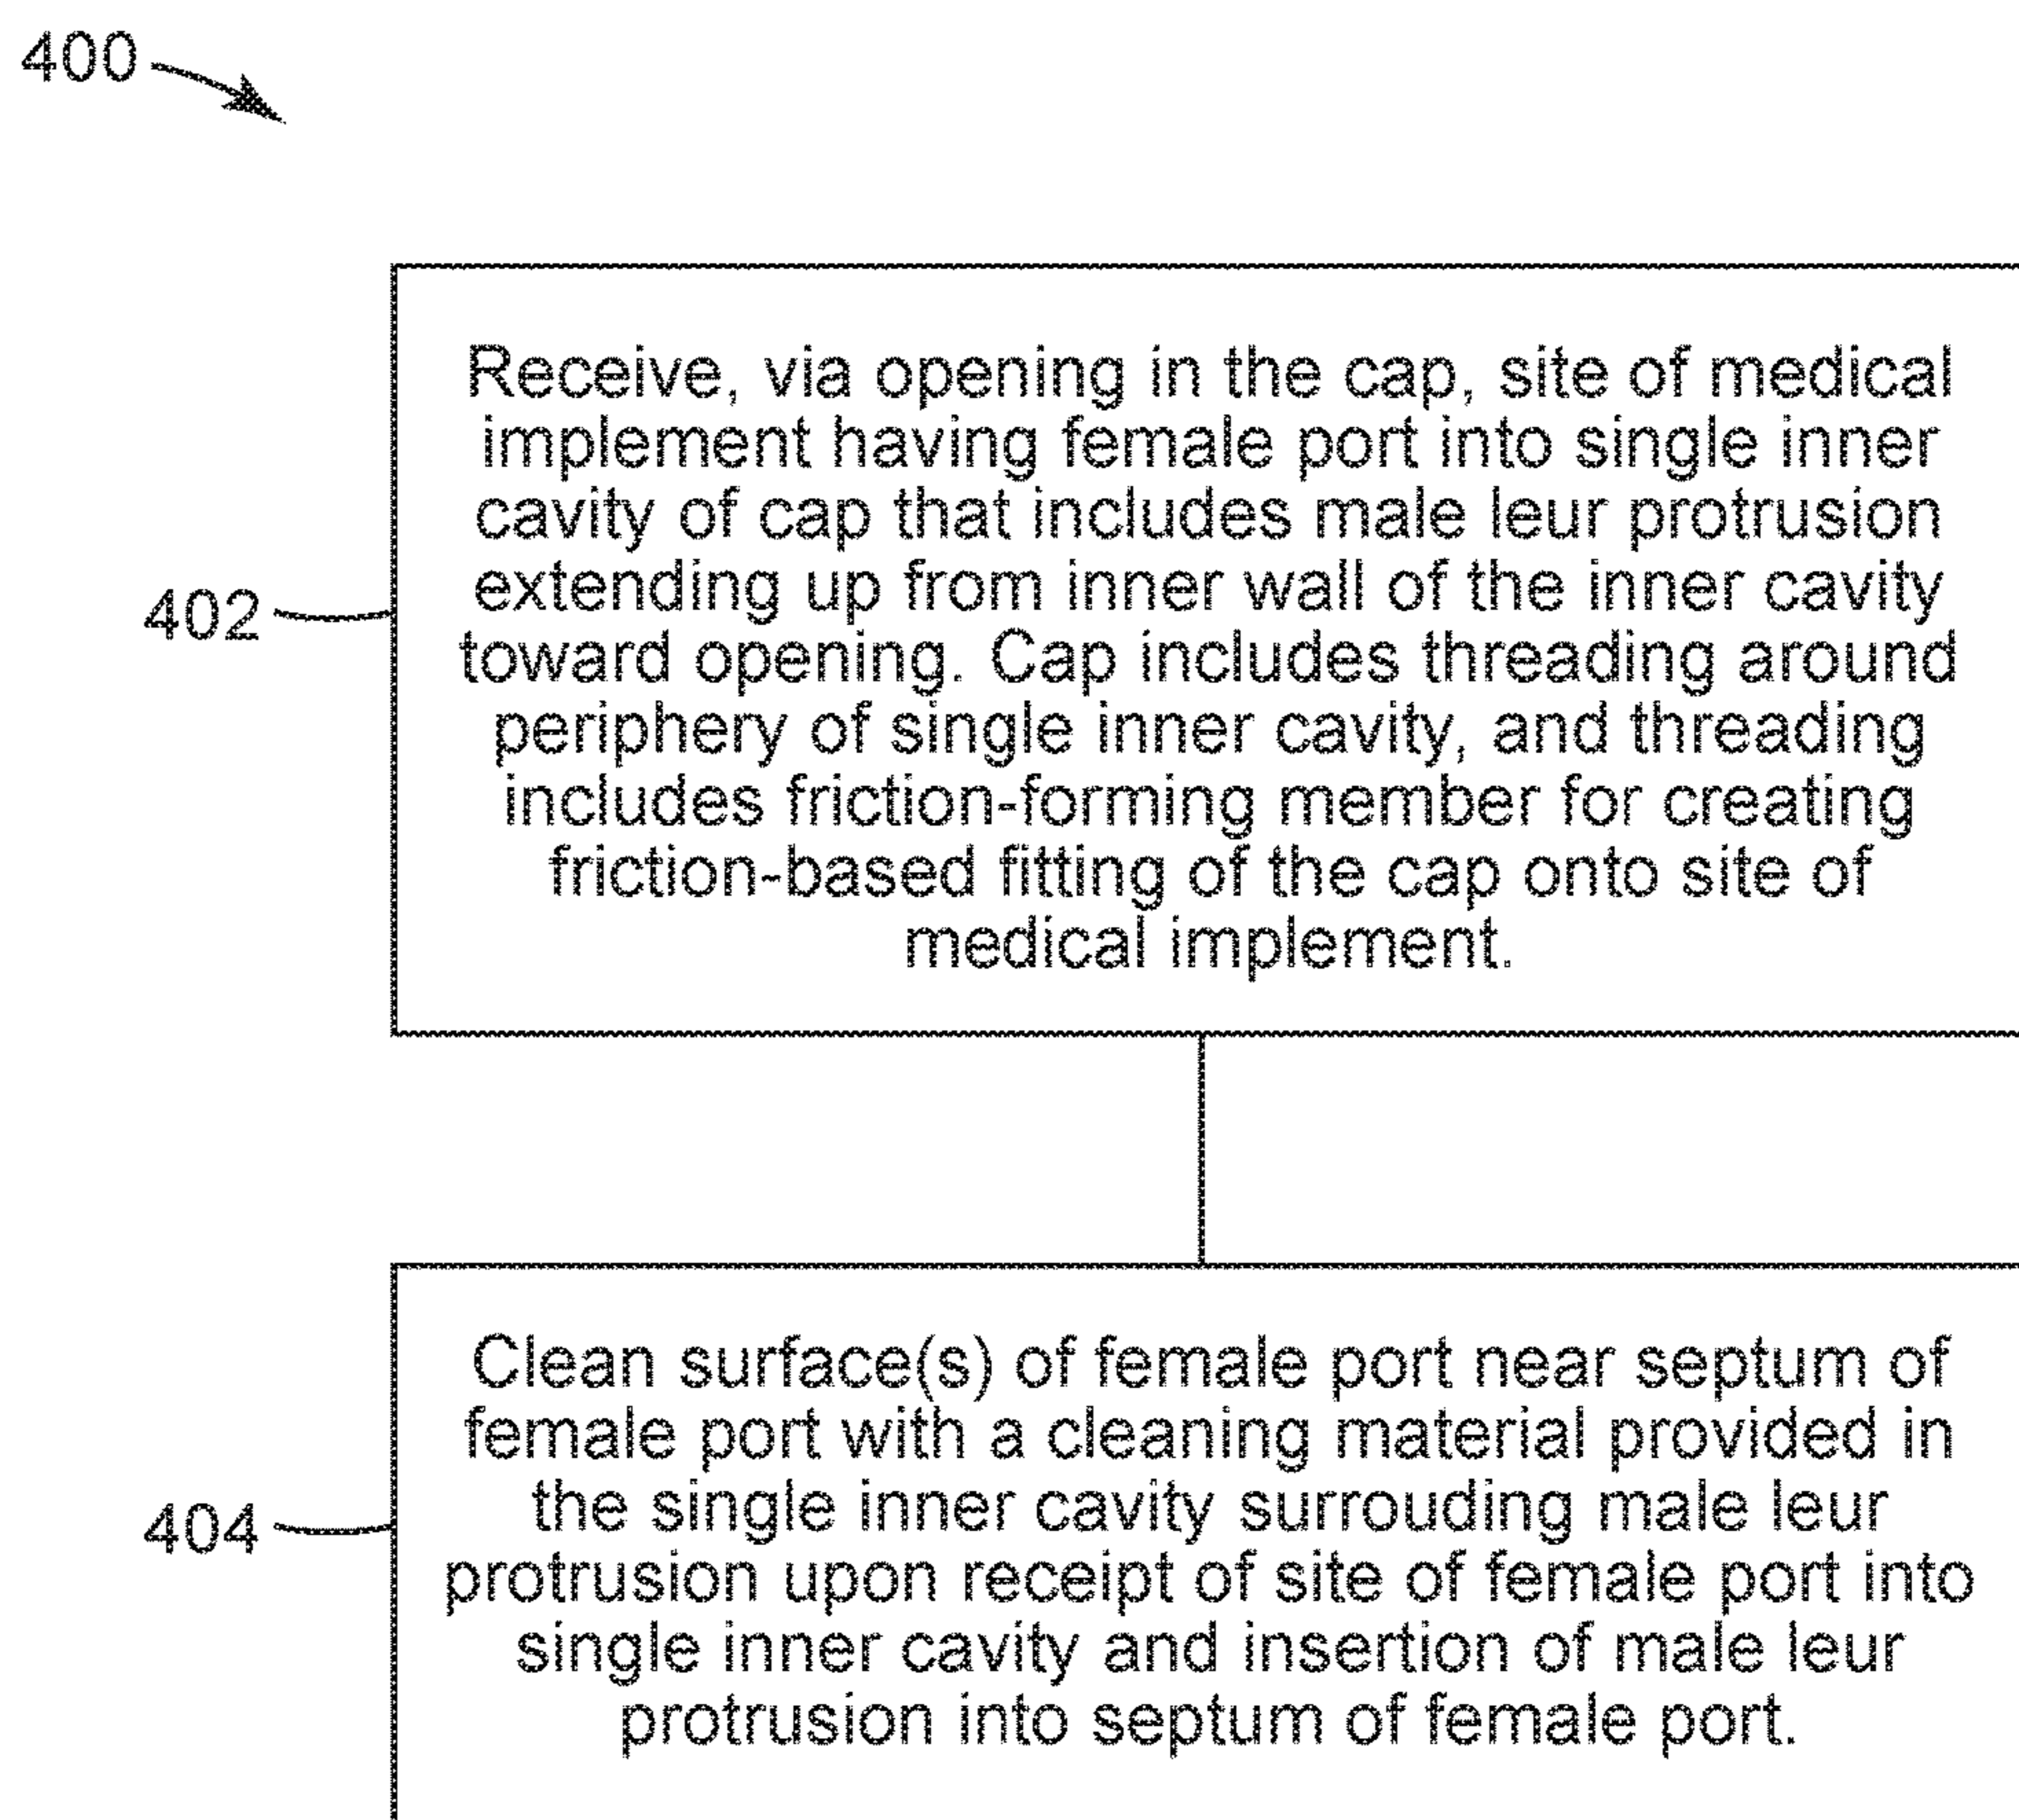 400
Receive, via opening in the cap, site of medical
implement having female port into single inner
cavity of cap that includes male leur protrusion
extending up from inner wall of the inner cavity
toward opening. Cap includes threading around
periphery of single inner cavity, and threading
includes friction-forming member for creating
friction-based fitting of the cap onto site of
medical implement.
402
Clean surface(s) of female port near septum of
female port with a cleaning material provided in
the single inner cavity surrouding male leur
protrusion upon receipt of site of female port into
single inner cavity and insertion of male leur
protrusion into septum of female port.
404